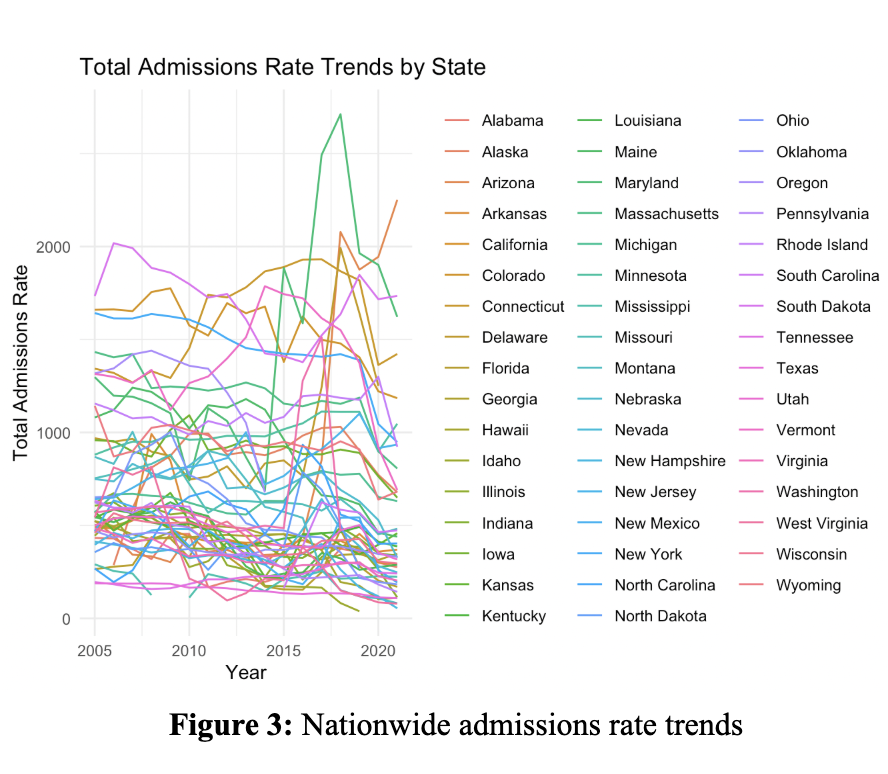 Total Admissions Rate Trends by State
Total Admissions Rate
2000
1000
0
2005 2010 2015 2020
Year
Alabama
Alaska
Arizona
Arkansas
California
Colorado
Connecticut
Delaware
Florida
Georgia
Hawaii
Idaho
Illinois
Indiana
Iowa
Kansas
Kentucky
Louisiana
Maine
Maryland
Massachusetts
Michigan
Minnesota
Mississippi
Missouri
Montana
Nebraska
Nevada
New Hampshire
New Jersey
New Mexico
New York
North Carolina
North Dakota
Ohio
Oklahoma
Oregon
Pennsylvania
Rhode Island
South Carolina
South Dakota
Tennessee
Texas
Utah
Vermont
Virginia
Washington
West Virginia
Wisconsin
Wyoming
Figure 3: Nationwide admissions rate trends